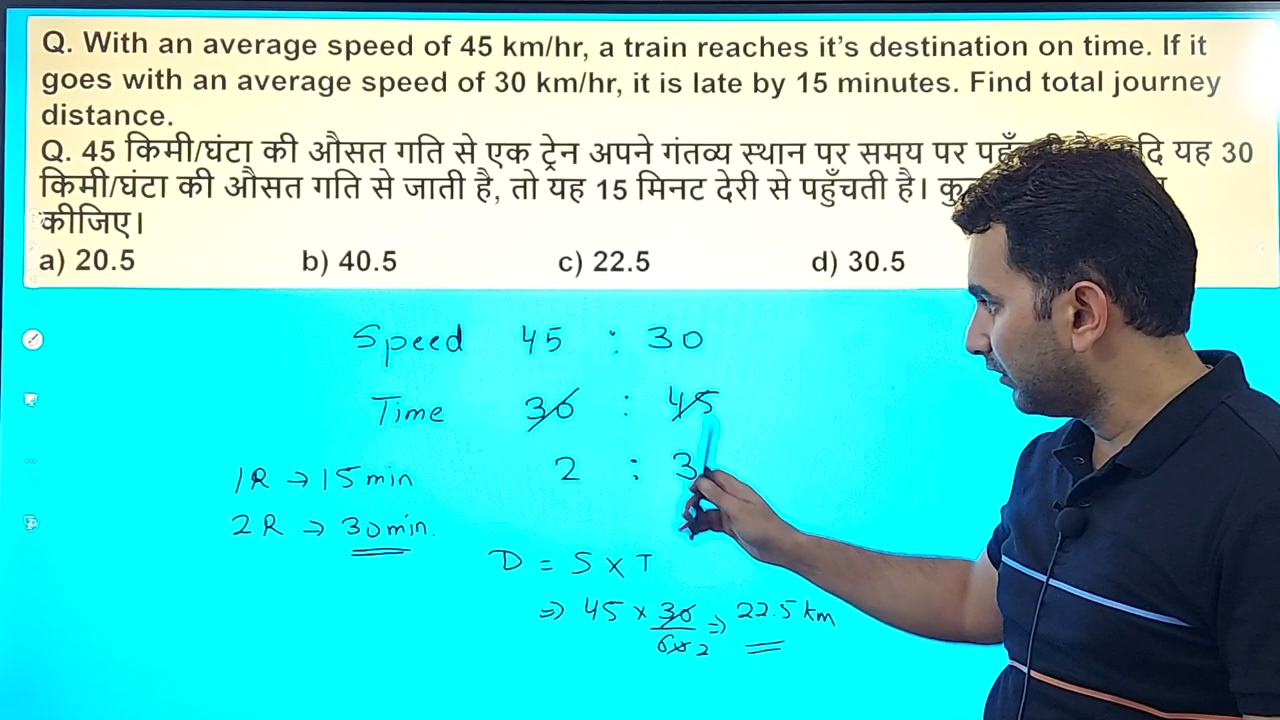 Q. With an average speed of 45 km/hr, a train reaches it's destination on time. If it
goes with an average speed of 30 km/hr, it is late by 15 minutes. Find total journey
distance.
Q. 45 किमी/घंटा की औसत गति से एक ट्रेन अपने गंतव्य स्थान पर समय पर यह 30
किमी/घंटा की औसत गति से जाती है, तो यह 15 मिनट देरी से पहुँचती है।
कीजिए।
a) 20.5 b) 40.5 c) 22.5 d) 30.5
Speed 45 : 30
Time 30 : 45
2 : 3
1R → 15 min
2R → 30 min.
D = S × T
⇒ 45 × 30/60 2 ⇒ 22.5 km